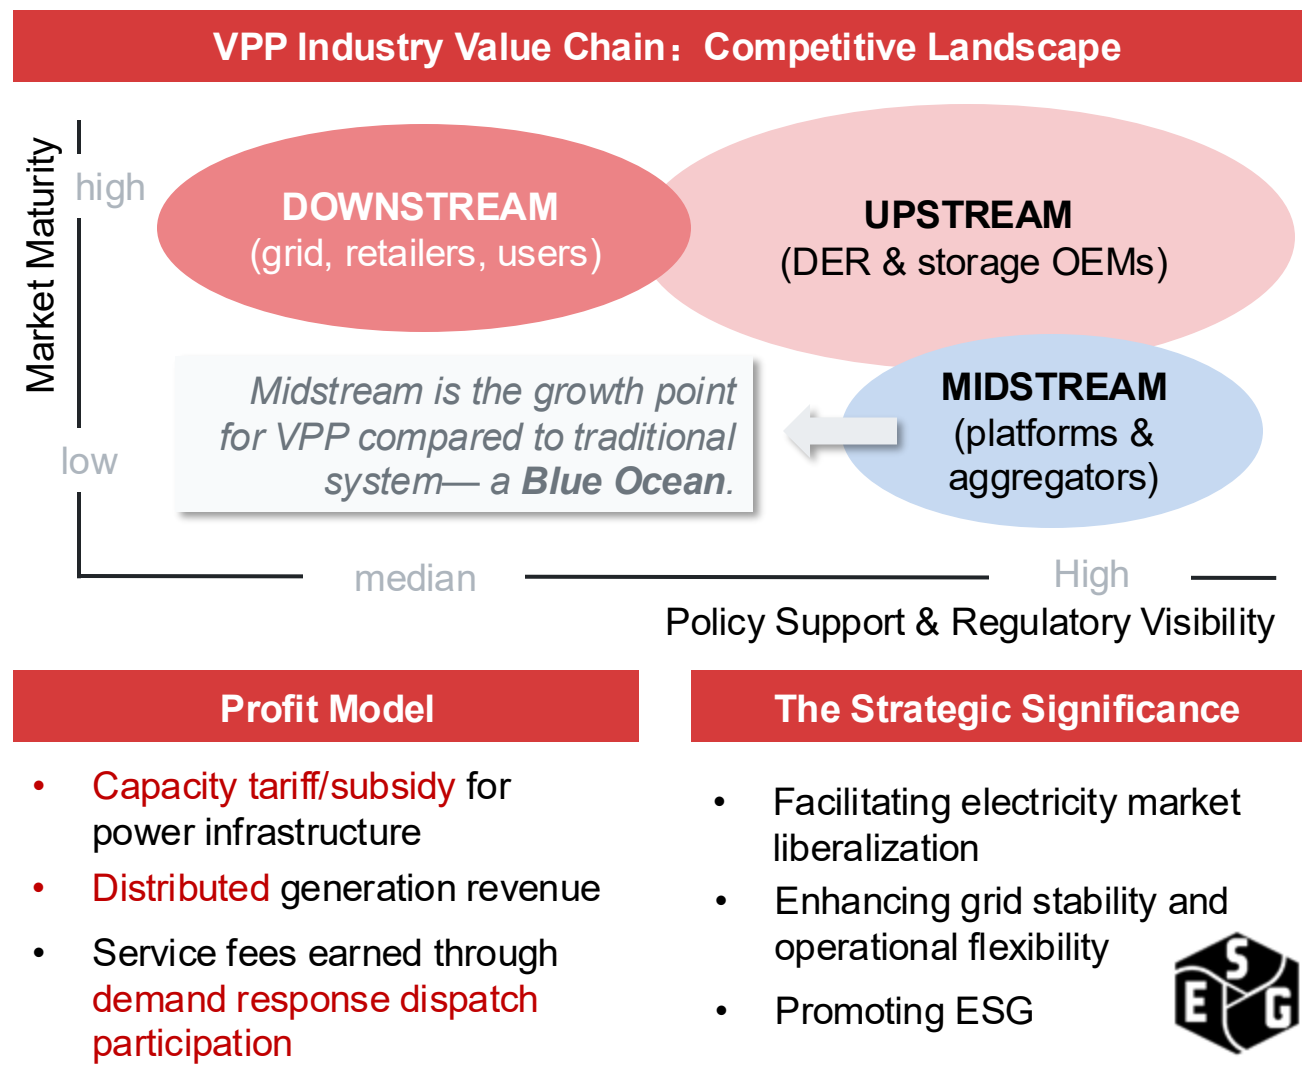 VPP Industry Value Chain：Competitive Landscape
Market Maturity
high
low
DOWNSTREAM
(grid, retailers, users)
UPSTREAM
(DER & storage OEMs)
Midstream is the growth point
for VPP compared to traditional
system— a Blue Ocean.
MIDSTREAM
(platforms &
aggregators)
median
High
Policy Support & Regulatory Visibility
Profit Model
• Capacity tariff/subsidy for
power infrastructure
• Distributed generation revenue
• Service fees earned through
demand response dispatch
participation
The Strategic Significance
• Facilitating electricity market
liberalization
• Enhancing grid stability and
operational flexibility
• Promoting ESG
E S G